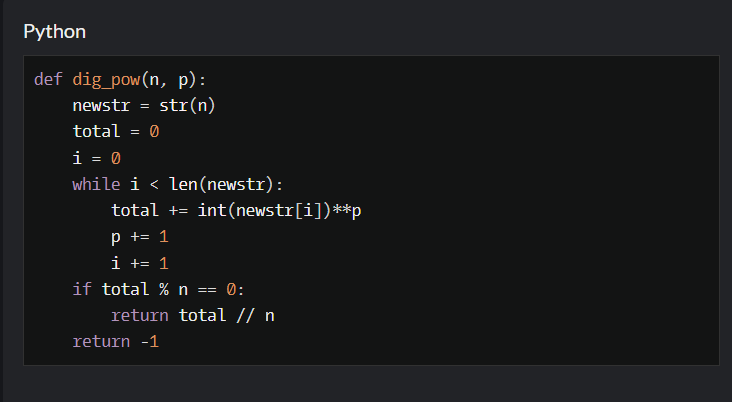 Python
def dig_pow(n, p):
    newstr = str(n)
    total = 0
    i = 0
    while i < len(newstr):
        total += int(newstr[i])**p
        p += 1
        i += 1
    if total % n == 0:
        return total // n
    return -1